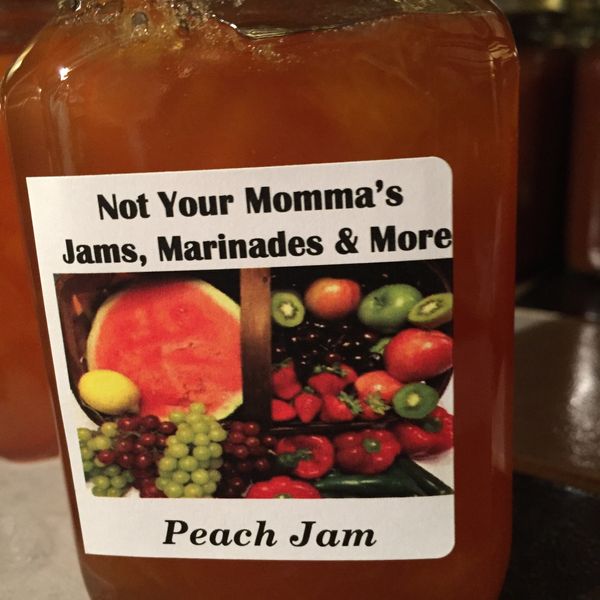 Not Your Momma's
Jams, Marinades & More
Peach Jam